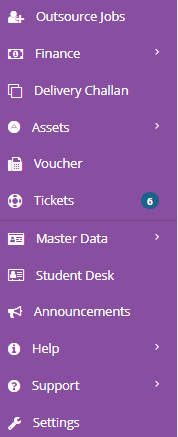 Outsource Jobs
Finance
Delivery Challan
Assets
Voucher
Tickets 6
Master Data
Student Desk
Announcements
Help
Support
Settings